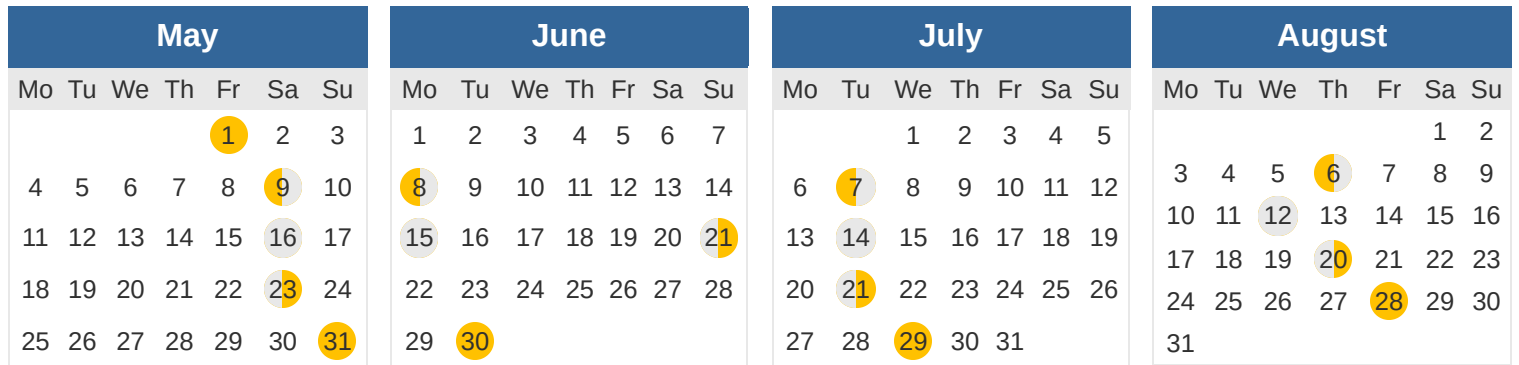 May
Mo Tu We Th Fr Sa Su
1 2 3
4 5 6 7 8 9 10
11 12 13 14 15 16 17
18 19 20 21 22 23 24
25 26 27 28 29 30 31
June
Mo Tu We Th Fr Sa Su
1 2 3 4 5 6 7
8 9 10 11 12 13 14
15 16 17 18 19 20 21
22 23 24 25 26 27 28
29 30
July
Mo Tu We Th Fr Sa Su
1 2 3 4 5
6 7 8 9 10 11 12
13 14 15 16 17 18 19
20 21 22 23 24 25 26
27 28 29 30 31
August
Mo Tu We Th Fr Sa Su
1 2
3 4 5 6 7 8 9
10 11 12 13 14 15 16
17 18 19 20 21 22 23
24 25 26 27 28 29 30
31